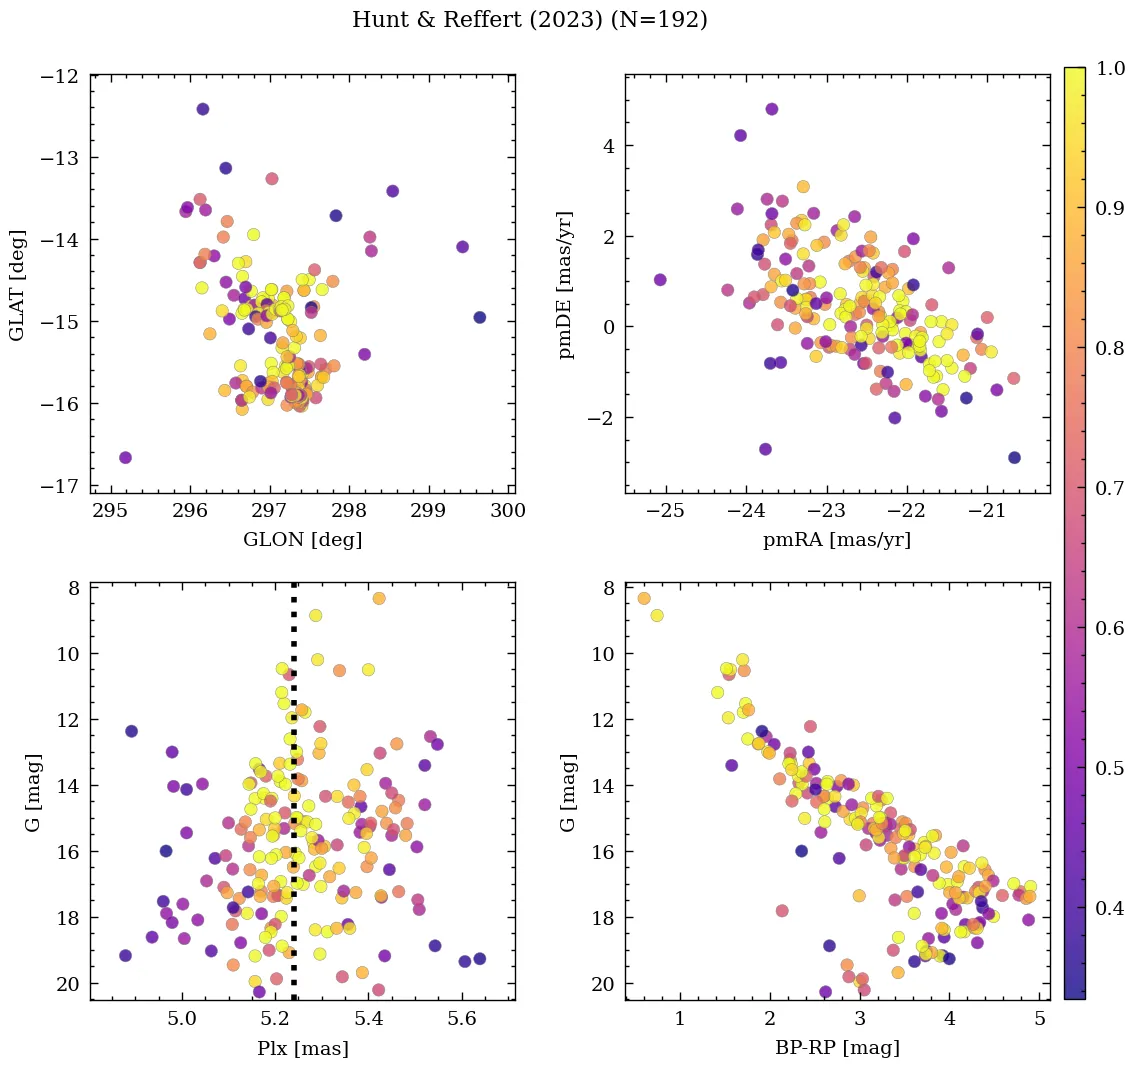 Hunt & Reffert (2023) (N=192)
−12
−13
−14
−15
−16
−17
GLAT [deg]
295 296 297 298 299 300
GLON [deg]
4
2
0
−2
pmDE [mas/yr]
−25 −24 −23 −22 −21
pmRA [mas/yr]
1.0
0.9
0.8
0.7
0.6
0.5
0.4
8
10
12
14
16
18
20
G [mag]
5.0 5.2 5.4 5.6
Plx [mas]
8
10
12
14
16
18
20
G [mag]
1 2 3 4 5
BP-RP [mag]